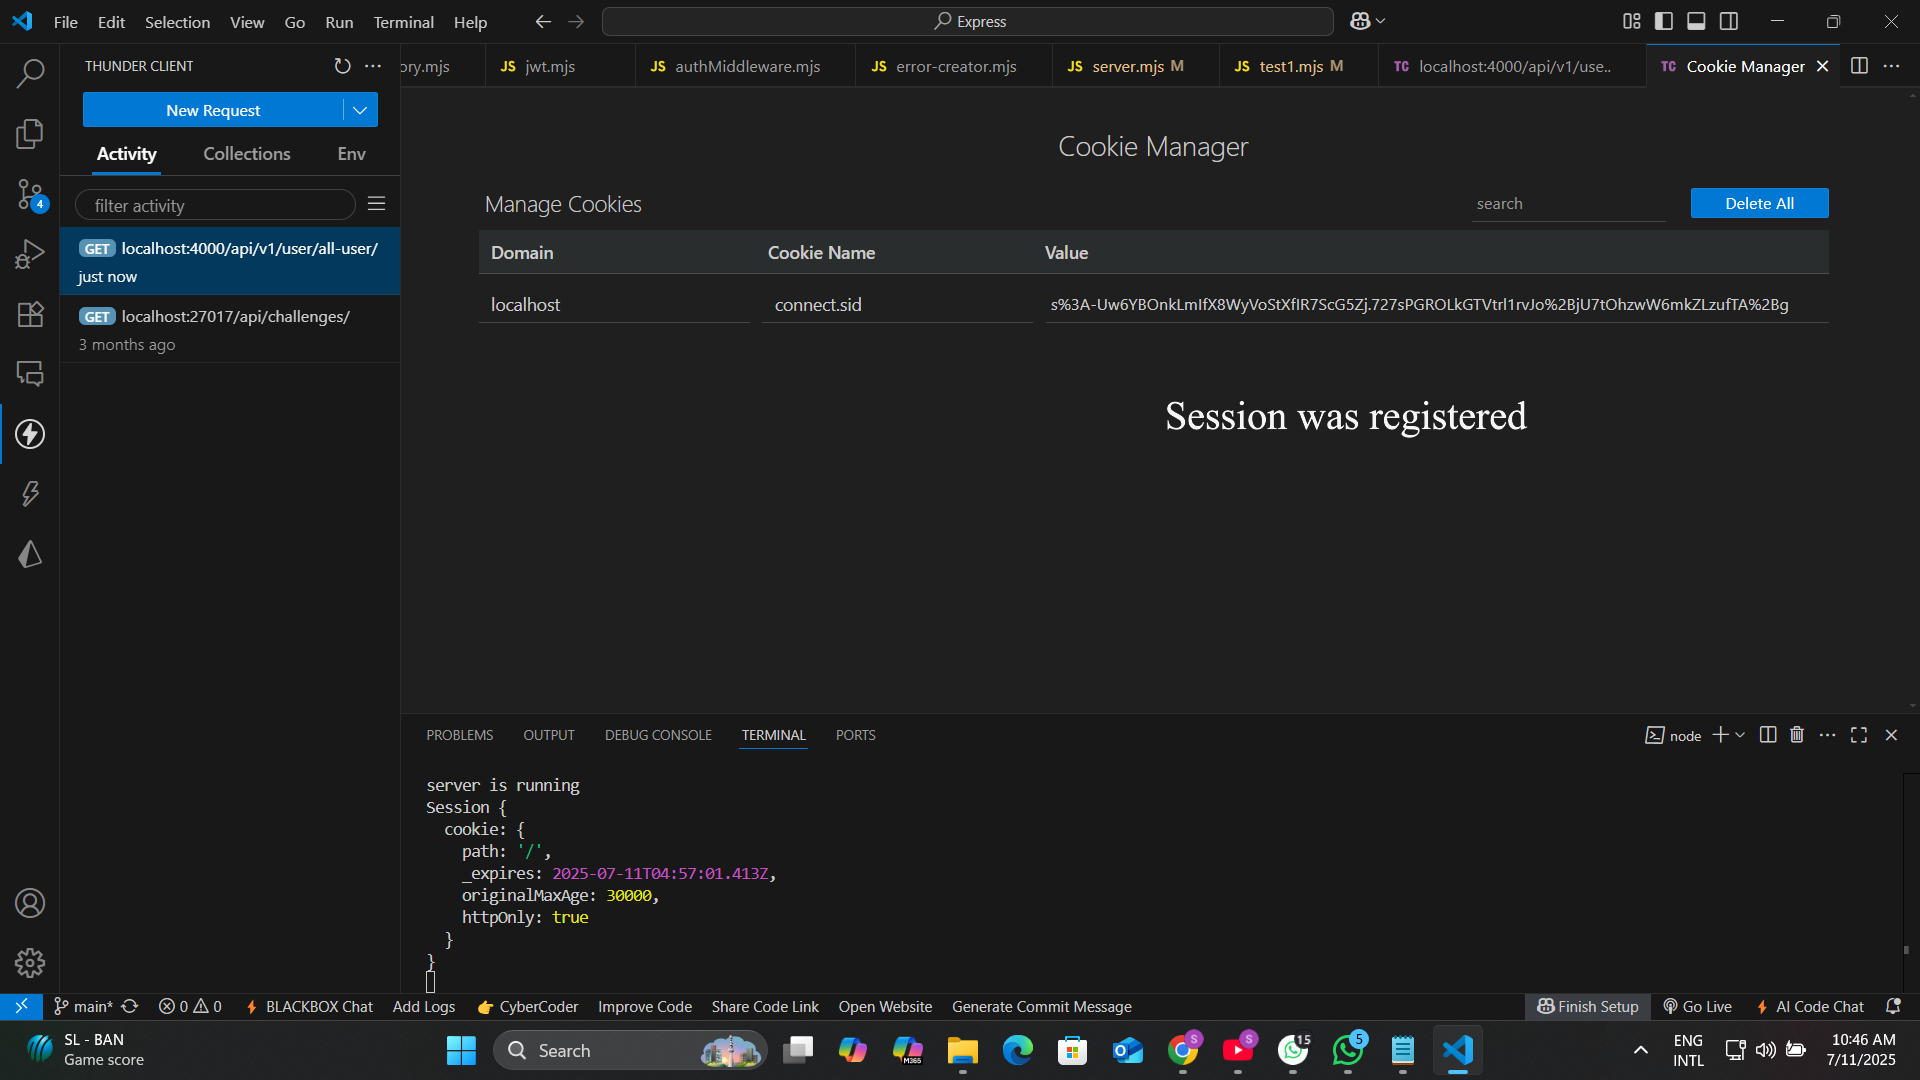 File Edit Selection View Go Run Terminal Help
Express
THUNDER CLIENT
New Request
Activity Collections Env
filter activity
GET localhost:4000/api/v1/user/all-user/
just now
GET localhost:27017/api/challenges/
3 months ago
4
ory.mjs
JS jwt.mjs
JS authMiddleware.mjs
JS error-creator.mjs
JS server.mjs M
JS test1.mjs M
TC localhost:4000/api/v1/use..
TC Cookie Manager
Cookie Manager
Manage Cookies
search
Delete All
Domain Cookie Name Value
localhost connect.sid s%3A-Uw6YBOnkLmIfX8WyVoStXfIR7ScG5Zj.727sPGROLkGTVtrl1rvJo%2BjU7tOhzwW6mkZLzufTA%2Bg
Session was registered
PROBLEMS OUTPUT DEBUG CONSOLE TERMINAL PORTS
node
server is running
Session {
  cookie: {
    path: '/',
    _expires: 2025-07-11T04:57:01.413Z,
    originalMaxAge: 30000,
    httpOnly: true
  }
}
main* 0 0 BLACKBOX Chat Add Logs CyberCoder Improve Code Share Code Link Open Website Generate Commit Message Finish Setup Go Live AI Code Chat
SL - BAN
Game score
Search
M365
S
S
15
5
ENG
INTL
10:46 AM
7/11/2025